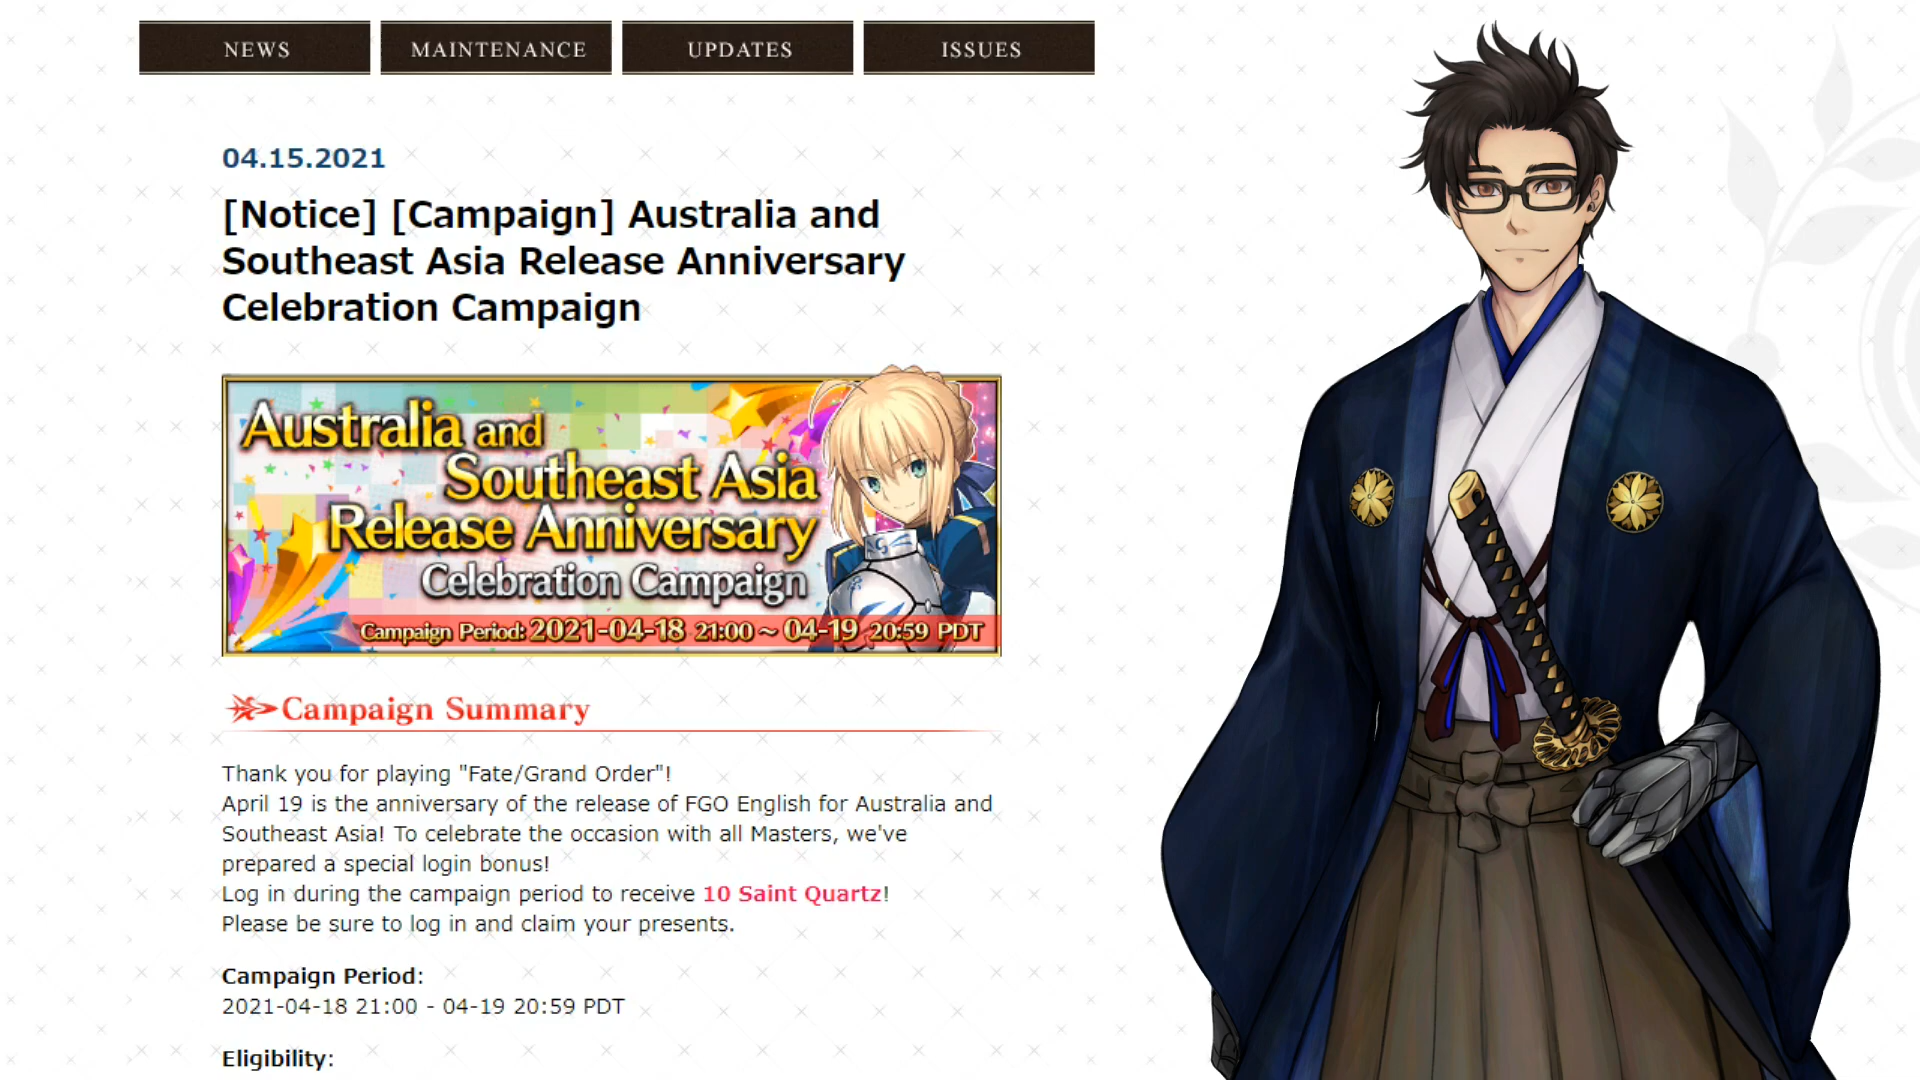 NEWS MAINTENANCE UPDATES ISSUES
04.15.2021
[Notice] [Campaign] Australia and
Southeast Asia Release Anniversary
Celebration Campaign
Australia and
Southeast Asia
Release Anniversary
Celebration Campaign
Campaign Period: 2021-04-18 21:00 ~ 04-19 20:59 PDT
Campaign Summary
Thank you for playing "Fate/Grand Order"!
April 19 is the anniversary of the release of FGO English for Australia and
Southeast Asia! To celebrate the occasion with all Masters, we've
prepared a special login bonus!
Log in during the campaign period to receive 10 Saint Quartz!
Please be sure to log in and claim your presents.
Campaign Period:
2021-04-18 21:00 - 04-19 20:59 PDT
Eligibility: